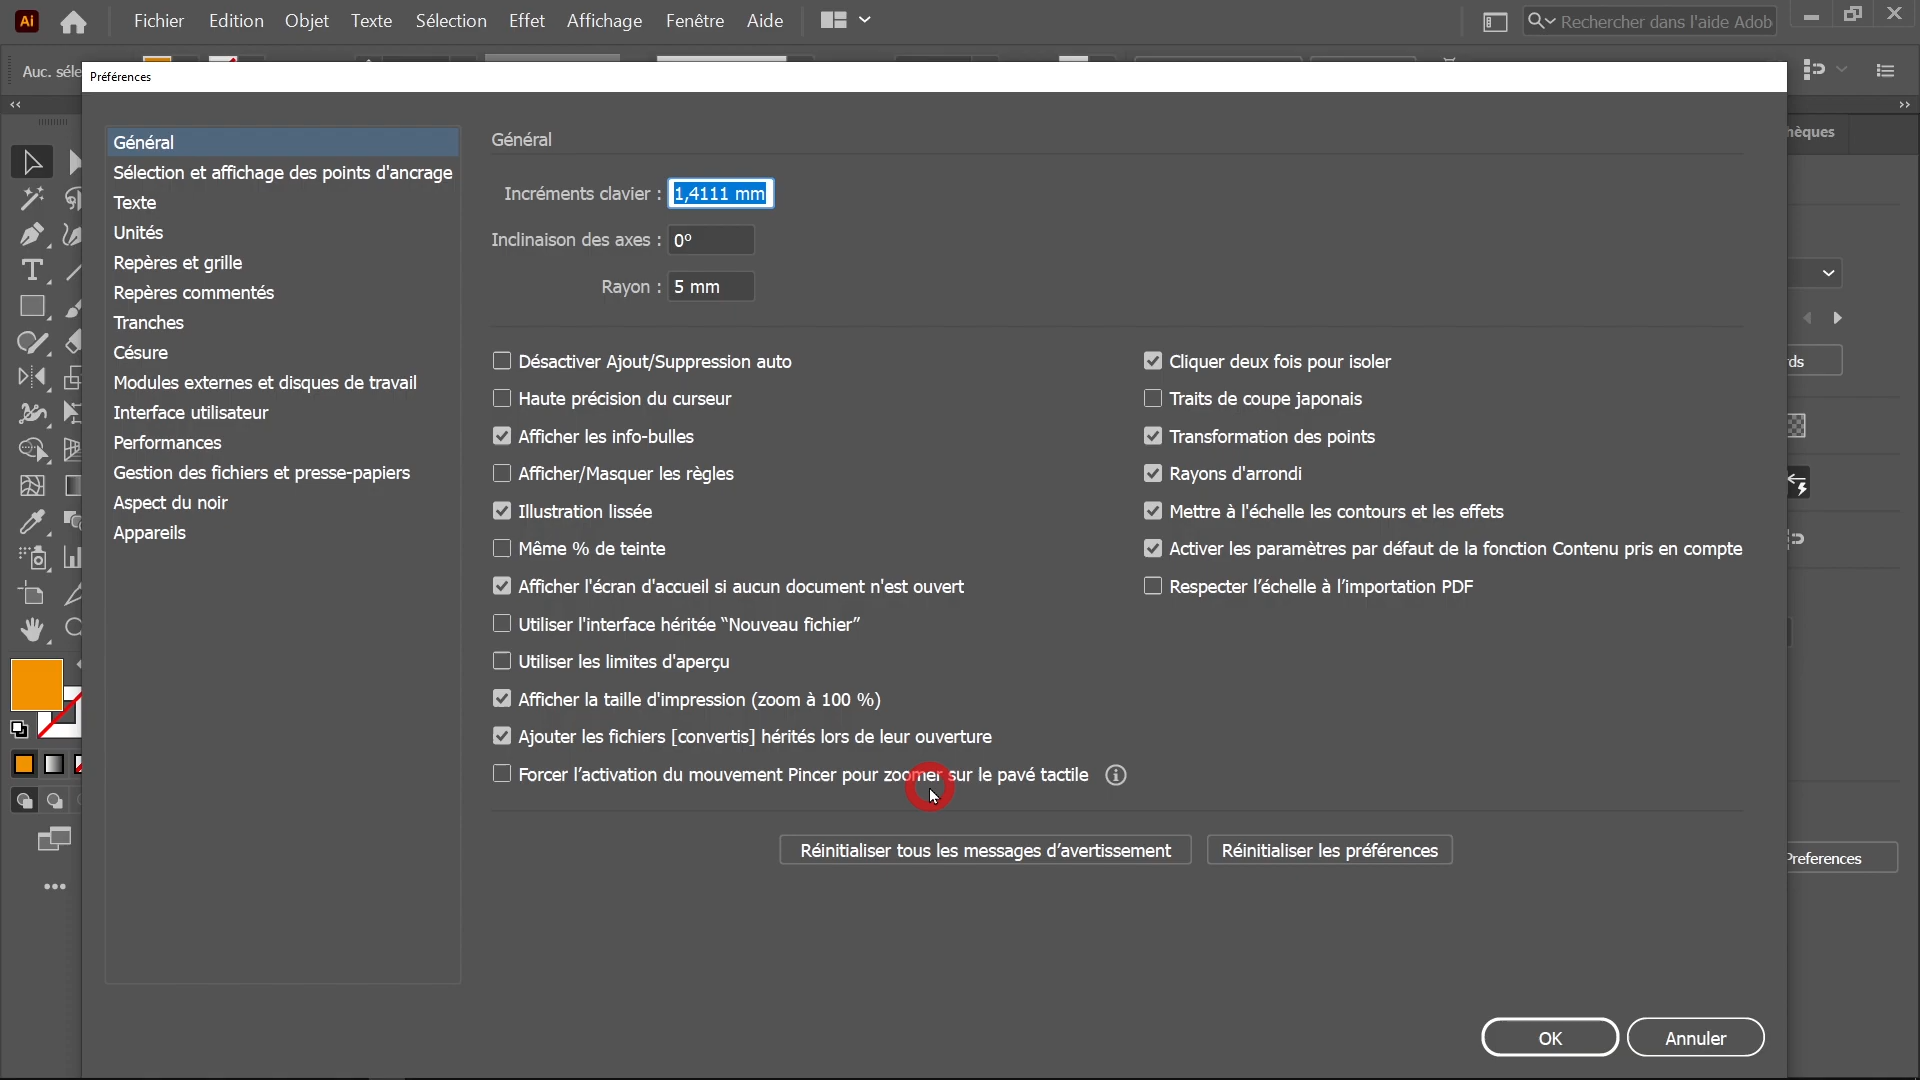 Ai
Fichier Edition Objet Texte Sélection Effet Affichage Fenêtre Aide
Rechercher dans l'aide Adob
Auc. séle
Préférences
Général
Sélection et affichage des points d'ancrage
Texte
Unités
Repères et grille
Repères commentés
Tranches
Césure
Modules externes et disques de travail
Interface utilisateur
Performances
Gestion des fichiers et presse-papiers
Aspect du noir
Appareils
Général
Incréments clavier : 1,4111 mm
Inclinaison des axes : 0°
Rayon : 5 mm
Désactiver Ajout/Suppression auto
Haute précision du curseur
Afficher les info-bulles
Afficher/Masquer les règles
Illustration lissée
Même % de teinte
Afficher l'écran d'accueil si aucun document n'est ouvert
Utiliser l'interface héritée “Nouveau fichier”
Utiliser les limites d'aperçu
Afficher la taille d'impression (zoom à 100 %)
Ajouter les fichiers [convertis] hérités lors de leur ouverture
Forcer l’activation du mouvement Pincer pour zoomer sur le pavé tactile
Cliquer deux fois pour isoler
Traits de coupe japonais
Transformation des points
Rayons d'arrondi
Mettre à l'échelle les contours et les effets
Activer les paramètres par défaut de la fonction Contenu pris en compte
Respecter l’échelle à l’importation PDF
Réinitialiser tous les messages d’avertissement
Réinitialiser les préférences
OK
Annuler
hèques
ds
Preferences